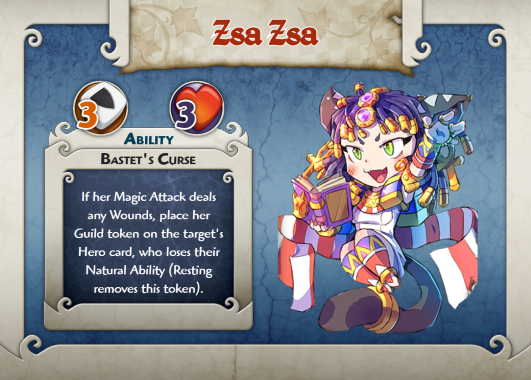 Zsa Zsa
3 3
Ability
Bastet's Curse
If her Magic Attack deals
any Wounds, place her
Guild token on the target's
Hero card, who loses their
Natural Ability (Resting
removes this token).